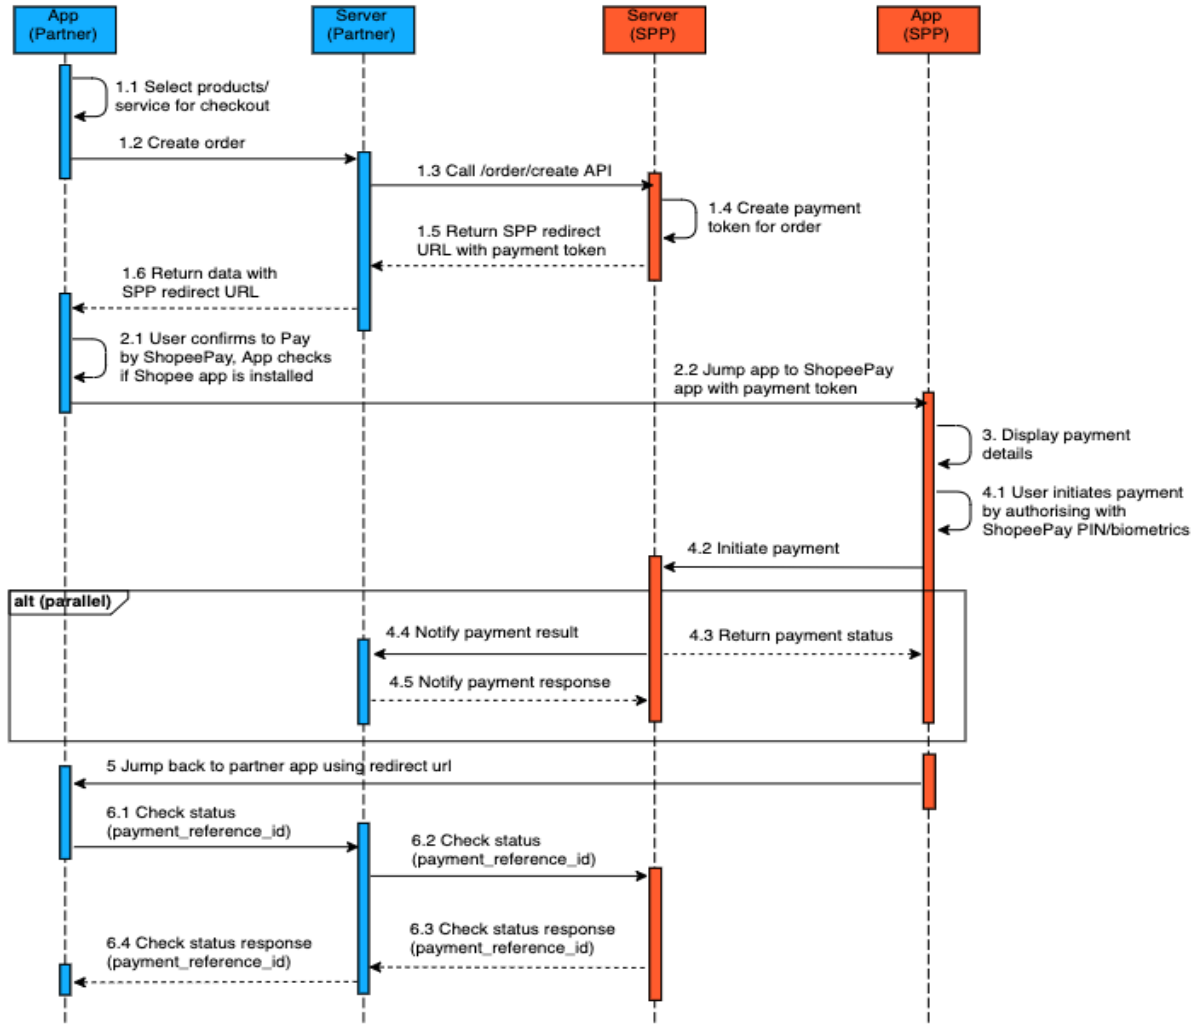 App
(Partner)
Server
(Partner)
Server
(SPP)
App
(SPP)
1.1 Select products/
service for checkout
1.2 Create order
1.3 Call /order/create API
1.4 Create payment
token for order
1.5 Return SPP redirect
URL with payment token
1.6 Return data with
SPP redirect URL
2.1 User confirms to Pay
by ShopeePay, App checks
if Shopee app is installed
2.2 Jump app to ShopeePay
app with payment token
3. Display payment
details
4.1 User initiates payment
by authorising with
ShopeePay PIN/biometrics
4.2 Initiate payment
alt (parallel)
4.4 Notify payment result
4.3 Return payment status
4.5 Notify payment response
5 Jump back to partner app using redirect url
6.1 Check status
(payment_reference_id)
6.2 Check status
(payment_reference_id)
6.3 Check status response
(payment_reference_id)
6.4 Check status response
(payment_reference_id)